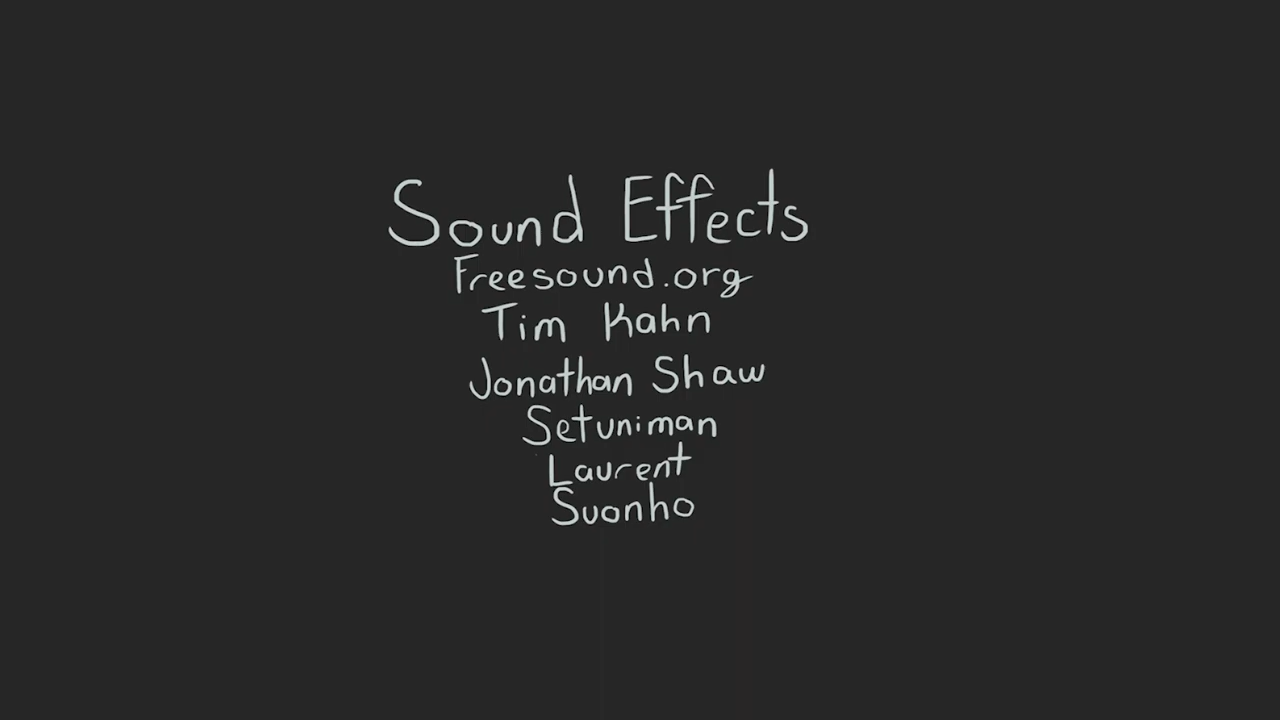 Sound Effects
Freesound.org
Tim Kahn
Jonathan Shaw
Setuniman
Laurent
Suonho